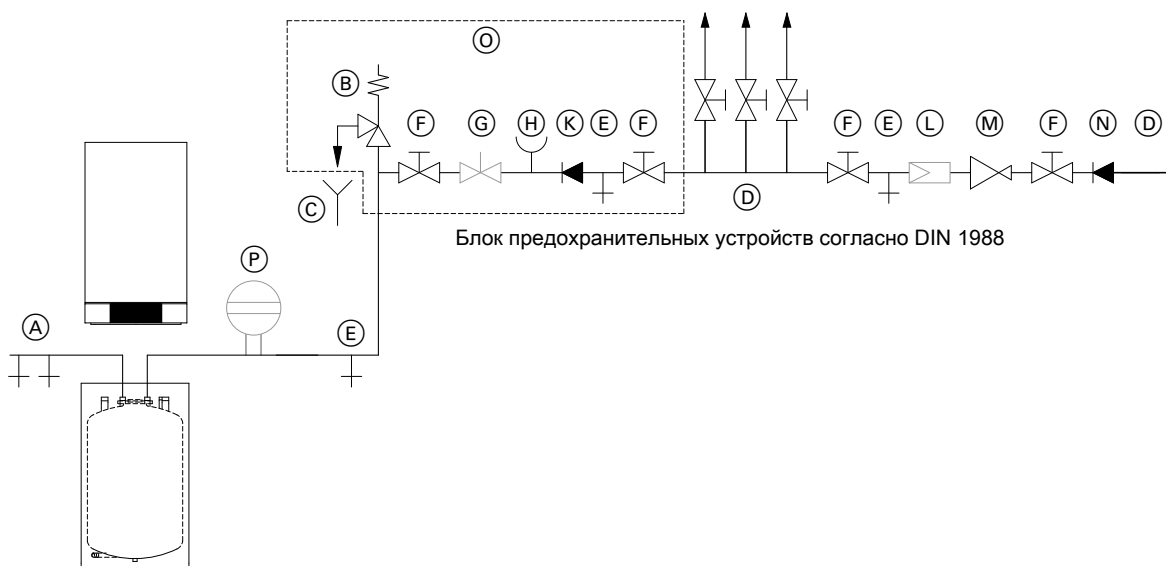 O
B
F G H K E F F E L M F N D
C
D
Блок предохранительных устройств согласно DIN 1988
P
A
E